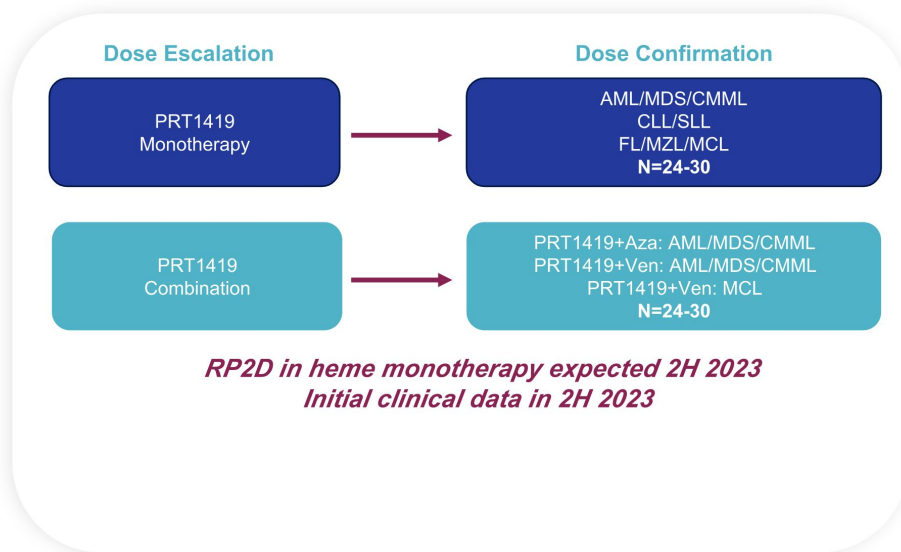 Dose Escalation
Dose Confirmation
PRT1419
Monotherapy
AML/MDS/CMML
CLL/SLL
FL/MZL/MCL
N=24-30
PRT1419
Combination
PRT1419+Aza: AML/MDS/CMML
PRT1419+Ven: AML/MDS/CMML
PRT1419+Ven: MCL
N=24-30
RP2D in heme monotherapy expected 2H 2023
Initial clinical data in 2H 2023